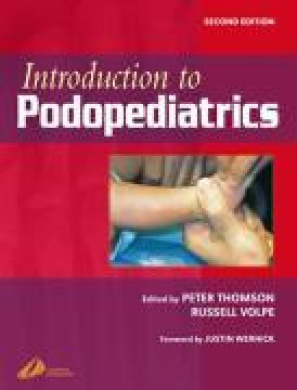 SECOND EDITION
Introduction to
Podopediatrics
Edited by PETER THOMSON
RUSSELL VOLPE
Foreword by JUSTIN WERNICK